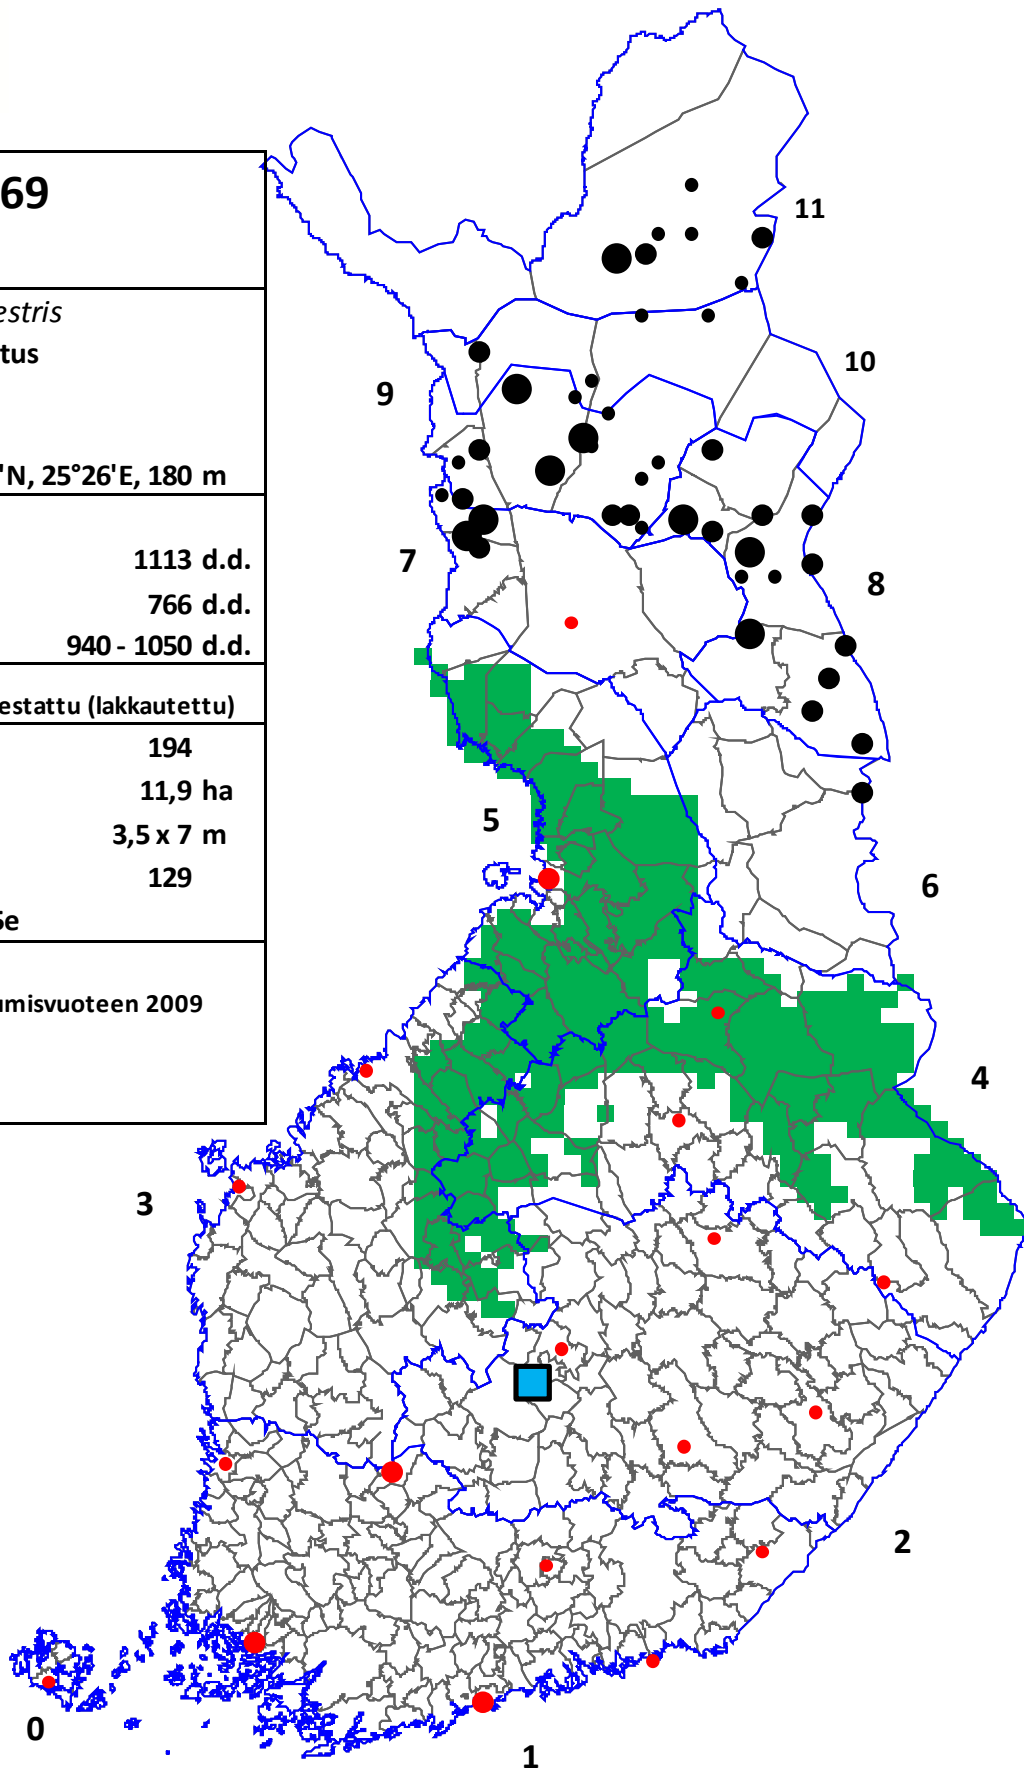 69
estris
tus
'N, 25°26'E, 180 m
1113 d.d.
766 d.d.
940 - 1050 d.d.
estattu (lakkautettu)
194
11,9 ha
3,5 x 7 m
129
6e
umisvuoteen 2009
11
10
9
8
7
6
5
4
3
2
1
0